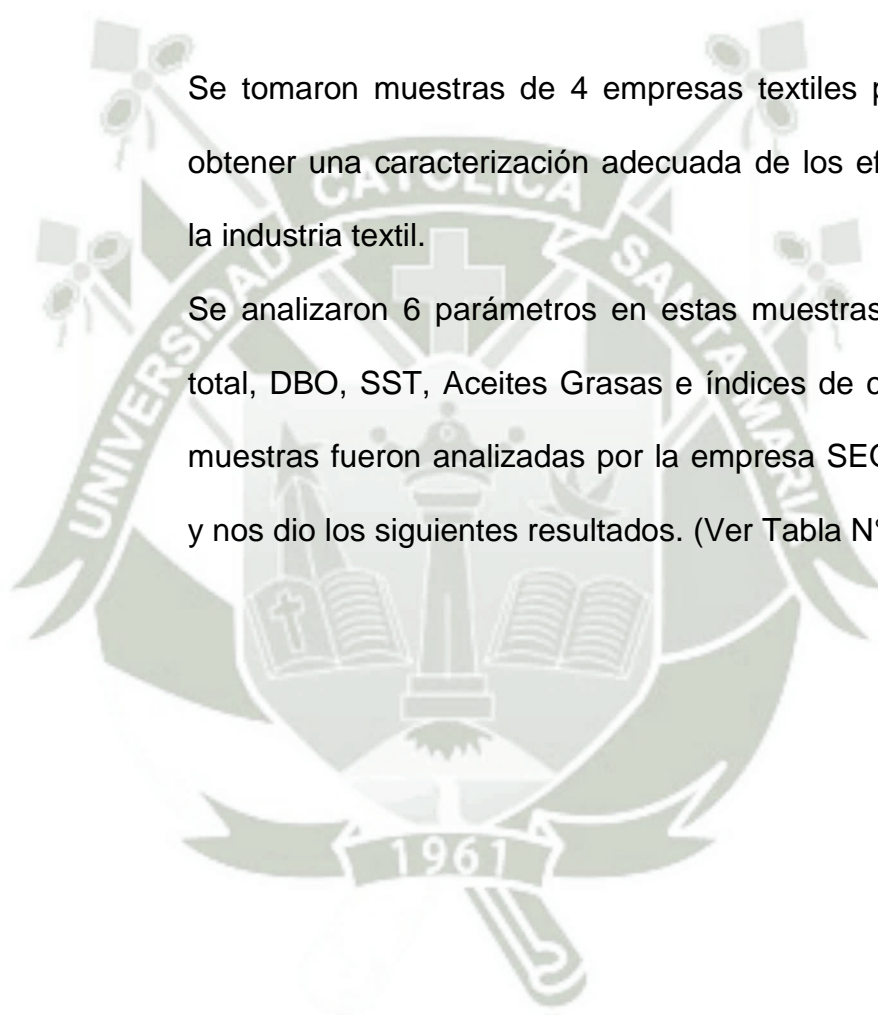 Se tomaron muestras de 4 empresas textiles p
obtener una caracterización adecuada de los ef
la industria textil.
Se analizaron 6 parámetros en estas muestras
total, DBO, SST, Aceites Grasas e índices de c
muestras fueron analizadas por la empresa SEG
y nos dio los siguientes resultados. (Ver Tabla N°
UNIVERSIDAD CATOLICA SANTA MARIA
1961